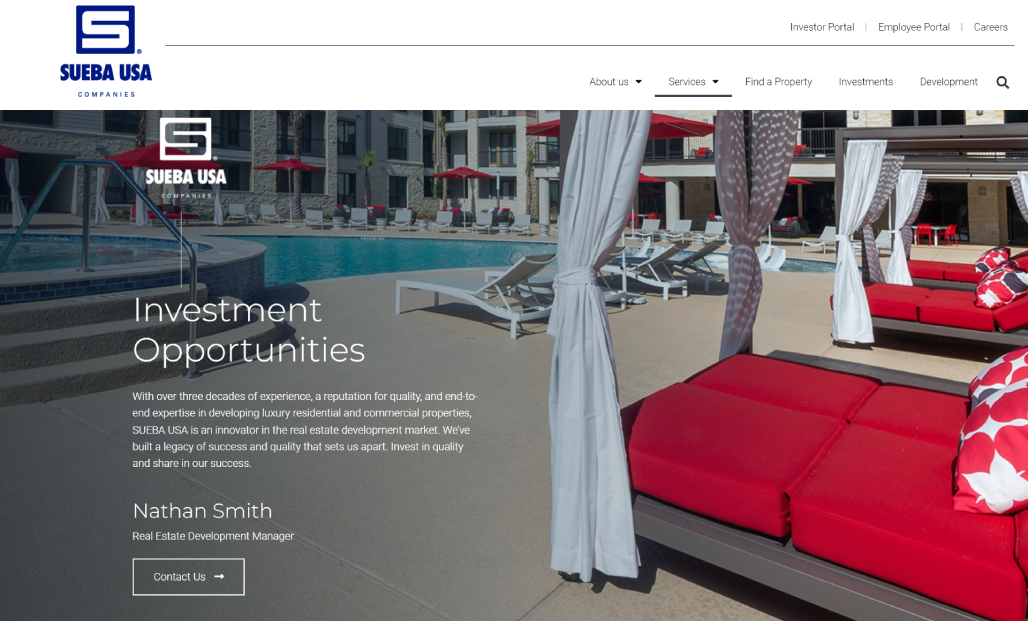 S
®
SUEBA USA
COMPANIES
Investor Portal | Employee Portal | Careers
About us Services Find a Property Investments Development
S
SUEBA USA
COMPANIES
Investment
Opportunities
With over three decades of experience, a reputation for quality, and end-to-
end expertise in developing luxury residential and commercial properties,
SUEBA USA is an innovator in the real estate development market. We've
built a legacy of success and quality that sets us apart. Invest in quality
and share in our success.
Nathan Smith
Real Estate Development Manager
Contact Us →